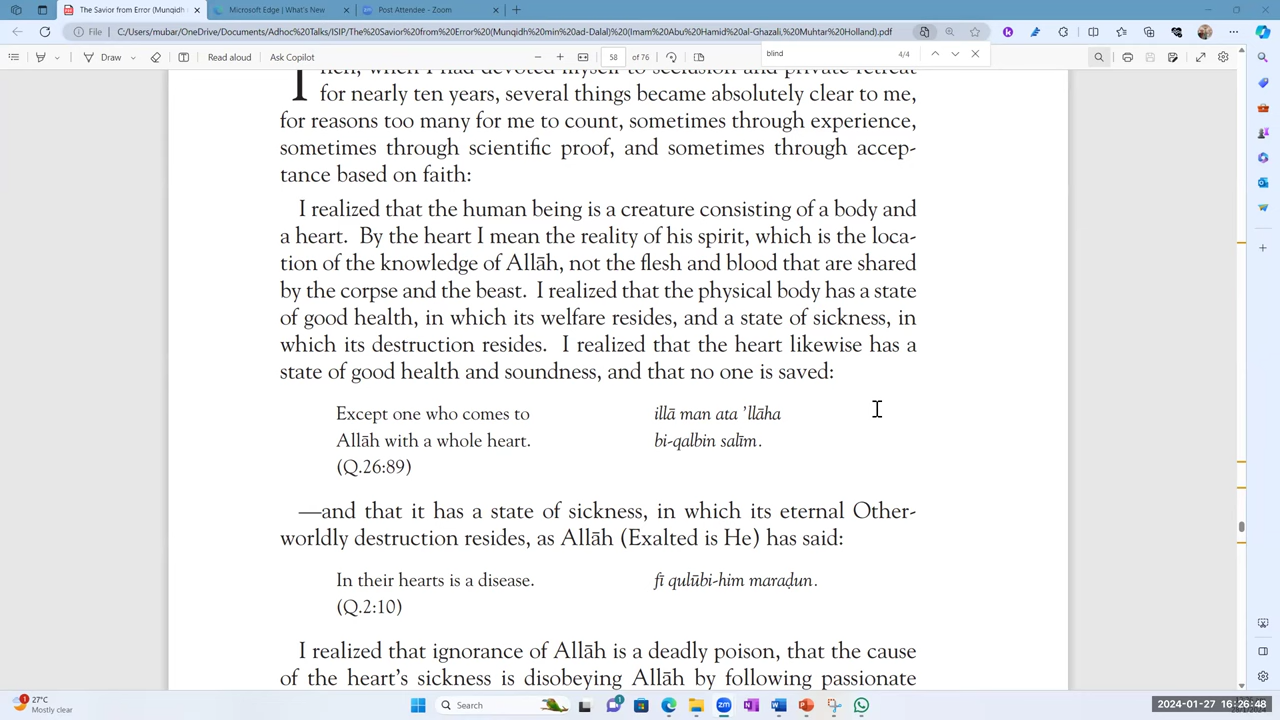 The Savior from Error (Munqidh m
Microsoft Edge | What's New
Post Attendee - Zoom
File
C:/Users/mubar/OneDrive/Documents/Adhoc%20Talks/ISIP/The%20Savior%20from%20Error%20(Munqidh%20min%20ad-Dalal)%20(Imam%20Abu%20Hamid%20al-Ghazali,%20Muhtar%20Holland).pdf
Draw
Read aloud
Ask Copilot
58
of 76
blind
4/4
Then, when I had devoted myself to seclusion and private retreat
for nearly ten years, several things became absolutely clear to me,
for reasons too many for me to count, sometimes through experience,
sometimes through scientific proof, and sometimes through accep-
tance based on faith:
I realized that the human being is a creature consisting of a body and
a heart. By the heart I mean the reality of his spirit, which is the loca-
tion of the knowledge of Allāh, not the flesh and blood that are shared
by the corpse and the beast. I realized that the physical body has a state
of good health, in which its welfare resides, and a state of sickness, in
which its destruction resides. I realized that the heart likewise has a
state of good health and soundness, and that no one is saved:
Except one who comes to
Allāh with a whole heart.
(Q.26:89)
illā man ata 'llāha
bi-qalbin salīm.
—and that it has a state of sickness, in which its eternal Other-
worldly destruction resides, as Allāh (Exalted is He) has said:
In their hearts is a disease.
(Q.2:10)
fī qulūbi-him maraḍun.
I realized that ignorance of Allāh is a deadly poison, that the cause
of the heart's sickness is disobeying Allāh by following passionate
1
27°C
Mostly clear
Search
1
2024-01-27 16:26:48